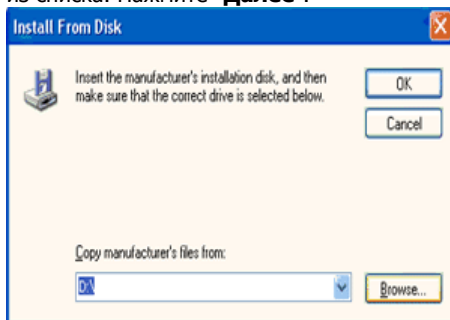 из списка. Нажмите "Далее".
Install From Disk
Insert the manufacturer's installation disk, and then
make sure that the correct drive is selected below.
OK
Cancel
Copy manufacturer's files from:
D:\
Browse...